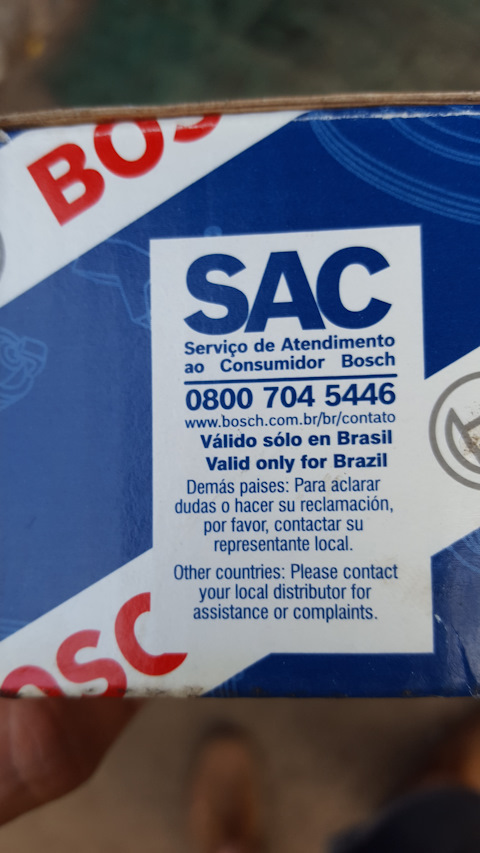 BOS
SAC
Serviço de Atendimento
ao Consumidor Bosch
0800 704 5446
www.bosch.com.br/br/contato
Válido sólo en Brasil
Valid only for Brazil
Demás paises: Para aclarar
dudas o hacer su reclamación,
por favor, contactar su
representante local.
Other countries: Please contact
your local distributor for
assistance or complaints.
OSC